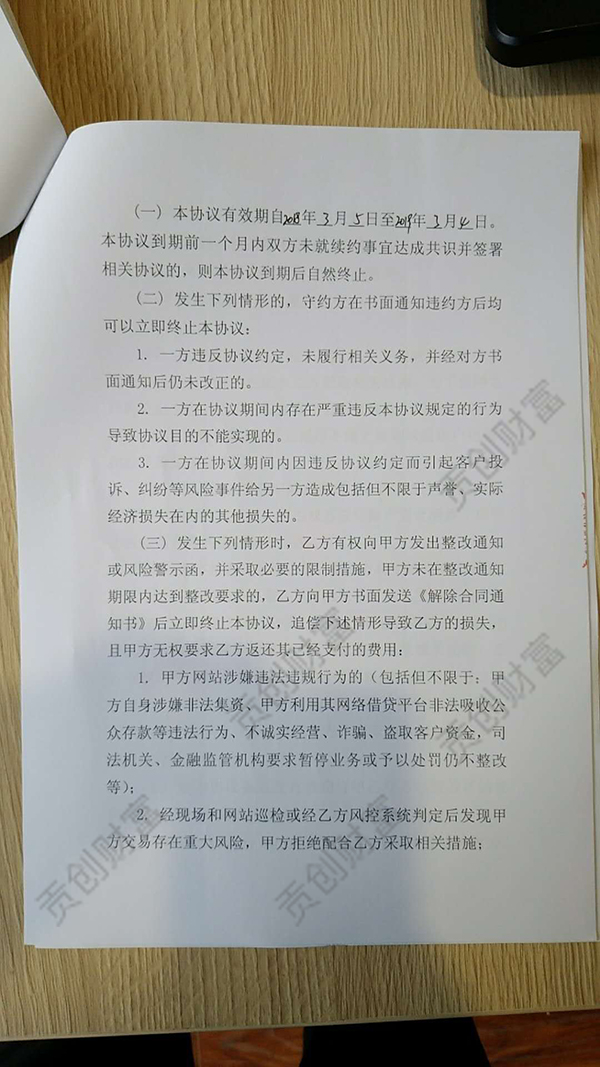 (一) 本协议有效期自2018年3月5日至2019年3月4日。
本协议到期前一个月内双方未就续约事宜达成共识并签署
相关协议的，则本协议到期后自然终止。
(二) 发生下列情形的，守约方在书面通知违约方后均
可以立即终止本协议：
1. 一方违反协议约定，未履行相关义务，并经对方书
面通知后仍未改正的。
2. 一方在协议期间内存在严重违反本协议规定的行为
导致协议目的不能实现的。
3. 一方在协议期间内因违反协议约定而引起客户投
诉、纠纷等风险事件给另一方造成包括但不限于声誉、实际
经济损失在内的其他损失的。
(三) 发生下列情形时，乙方有权向甲方发出整改通知
或风险警示函，并采取必要的限制措施，甲方未在整改通知
期限内达到整改要求的，乙方向甲方书面发送《解除合同通
知书》后立即终止本协议，追偿下述情形导致乙方的损失，
且甲方无权要求乙方返还其已经支付的费用：
1. 甲方网站涉嫌违法违规行为的（包括但不限于：甲
方自身涉嫌非法集资、甲方利用其网络借贷平台非法吸收公
众存款等违法行为、不诚实经营、诈骗、盗取客户资金，司
法机关、金融监管机构要求暂停业务或予以处罚仍不整改
等）；
2. 经现场和网站巡检或经乙方风控系统判定后发现甲
方交易存在重大风险，甲方拒绝配合乙方采取相关措施；
贡创财富
贡创财富
贡创财富
贡创财富
贡创财富